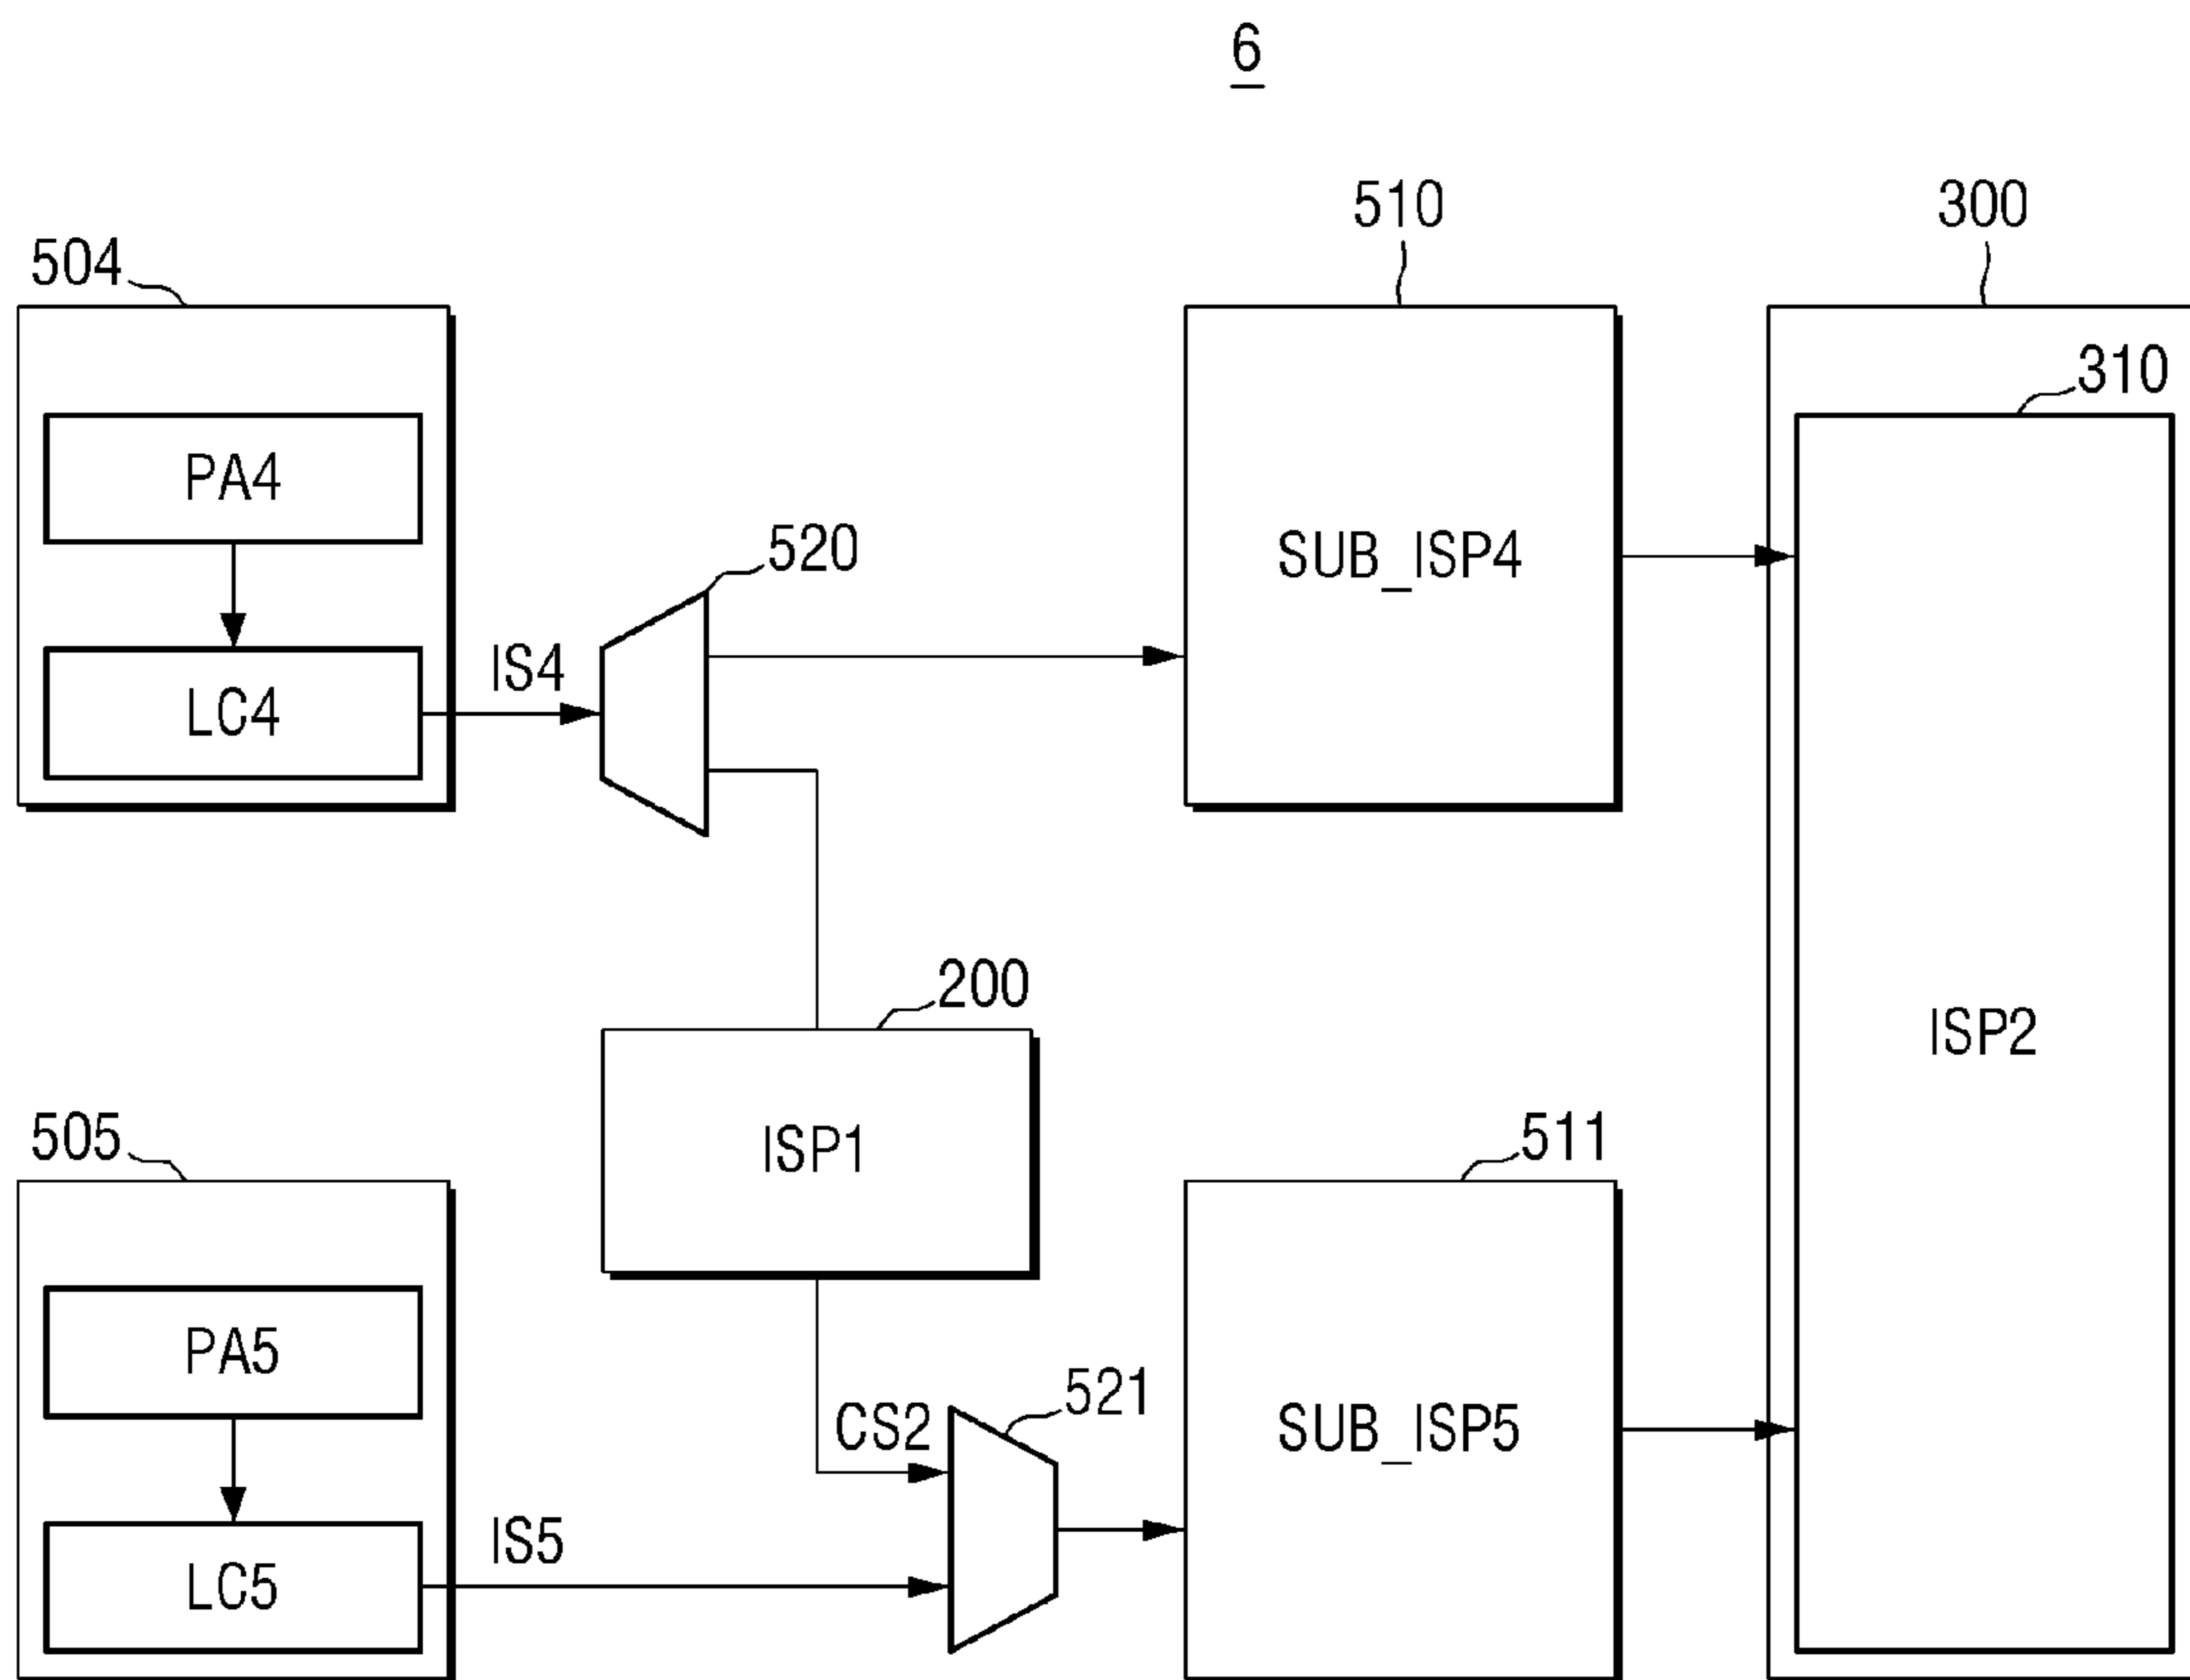 6
510
300
504
310
PA4
520
SUB_ISP4
IS4
LC4
200
ISP2
505
ISP1
511
PA5
521
CS2
SUB_ISP5
IS5
LC5